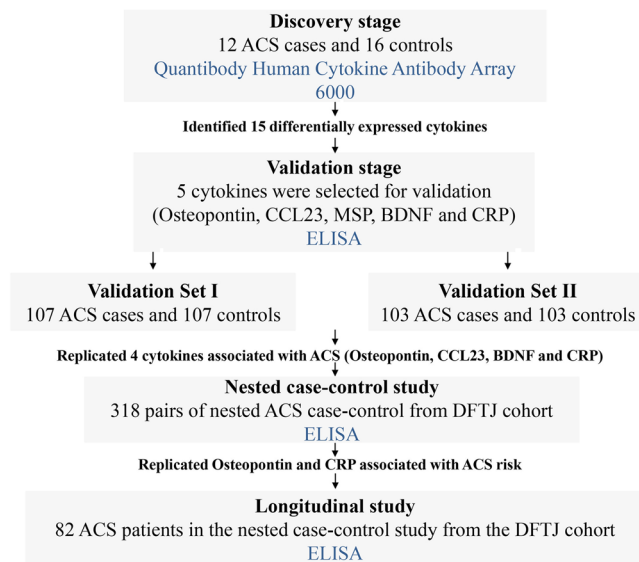 Discovery stage
12 ACS cases and 16 controls
Quantibody Human Cytokine Antibody Array
6000
Identified 15 differentially expressed cytokines
Validation stage
5 cytokines were selected for validation
(Osteopontin, CCL23, MSP, BDNF and CRP)
ELISA
Validation Set I
107 ACS cases and 107 controls
Validation Set II
103 ACS cases and 103 controls
Replicated 4 cytokines associated with ACS (Osteopontin, CCL23, BDNF and CRP)
Nested case-control study
318 pairs of nested ACS case-control from DFTJ cohort
ELISA
Replicated Osteopontin and CRP associated with ACS risk
Longitudinal study
82 ACS patients in the nested case-control study from the DFTJ cohort
ELISA